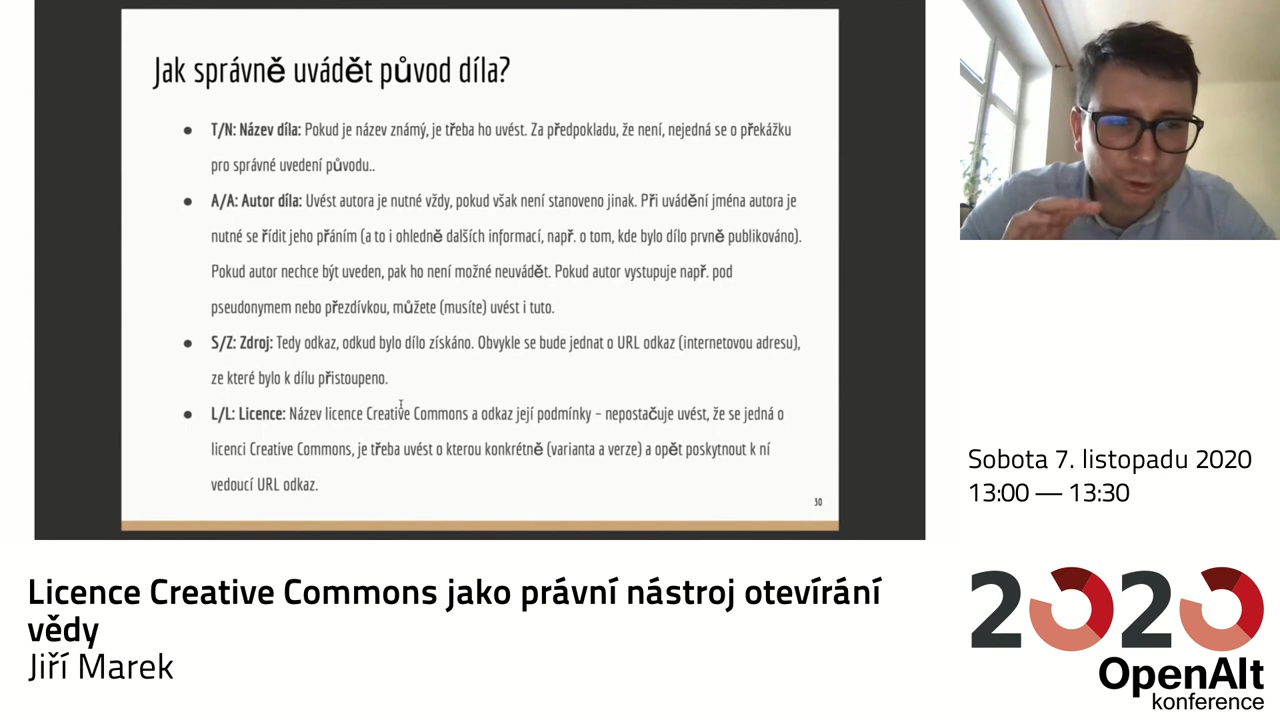 Jak správně uvádět původ díla?
● T/N: Název díla: Pokud je název známý, je třeba ho uvést. Za předpokladu, že není, nejedná se o překážku
pro správné uvedení původu..
● A/A: Autor díla: Uvést autora je nutné vždy, pokud však není stanoveno jinak. Při uvádění jména autora je
nutné se řídit jeho přáním (a to i ohledně dalších informací, např. o tom, kde bylo dílo prvně publikováno).
Pokud autor nechce být uveden, pak ho není možné neuvádět. Pokud autor vystupuje např. pod
pseudonymem nebo přezdívkou, můžete (musíte) uvést i tuto.
● S/Z: Zdroj: Tedy odkaz, odkud bylo dílo získáno. Obvykle se bude jednat o URL odkaz (internetovou adresu),
ze které bylo k dílu přistoupeno.
● L/L: Licence: Název licence Creative Commons a odkaz její podmínky – nepostačuje uvést, že se jedná o
licenci Creative Commons, je třeba uvést o kterou konkrétně (varianta a verze) a opět poskytnout k ní
vedoucí URL odkaz.
30
Sobota 7. listopadu 2020
13:00 — 13:30
Licence Creative Commons jako právní nástroj otevírání
vědy
Jiří Marek
2020
OpenAlt
konference